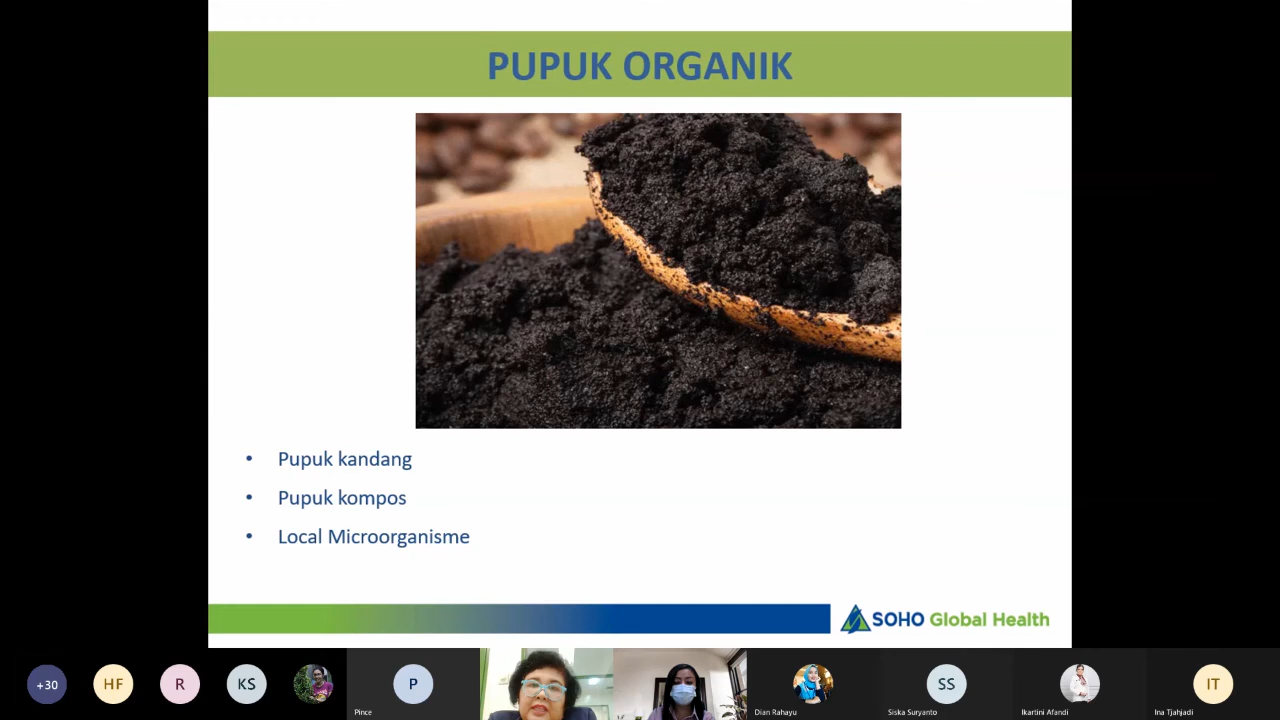 PUPUK ORGANIK
• Pupuk kandang
• Pupuk kompos
• Local Microorganisme
SOHO Global Health
+30
HF
R
KS
P
Pince
Dian Rahayu
SS
Siska Suryanto
Ikartini Afandi
IT
Ina Tjahjadi